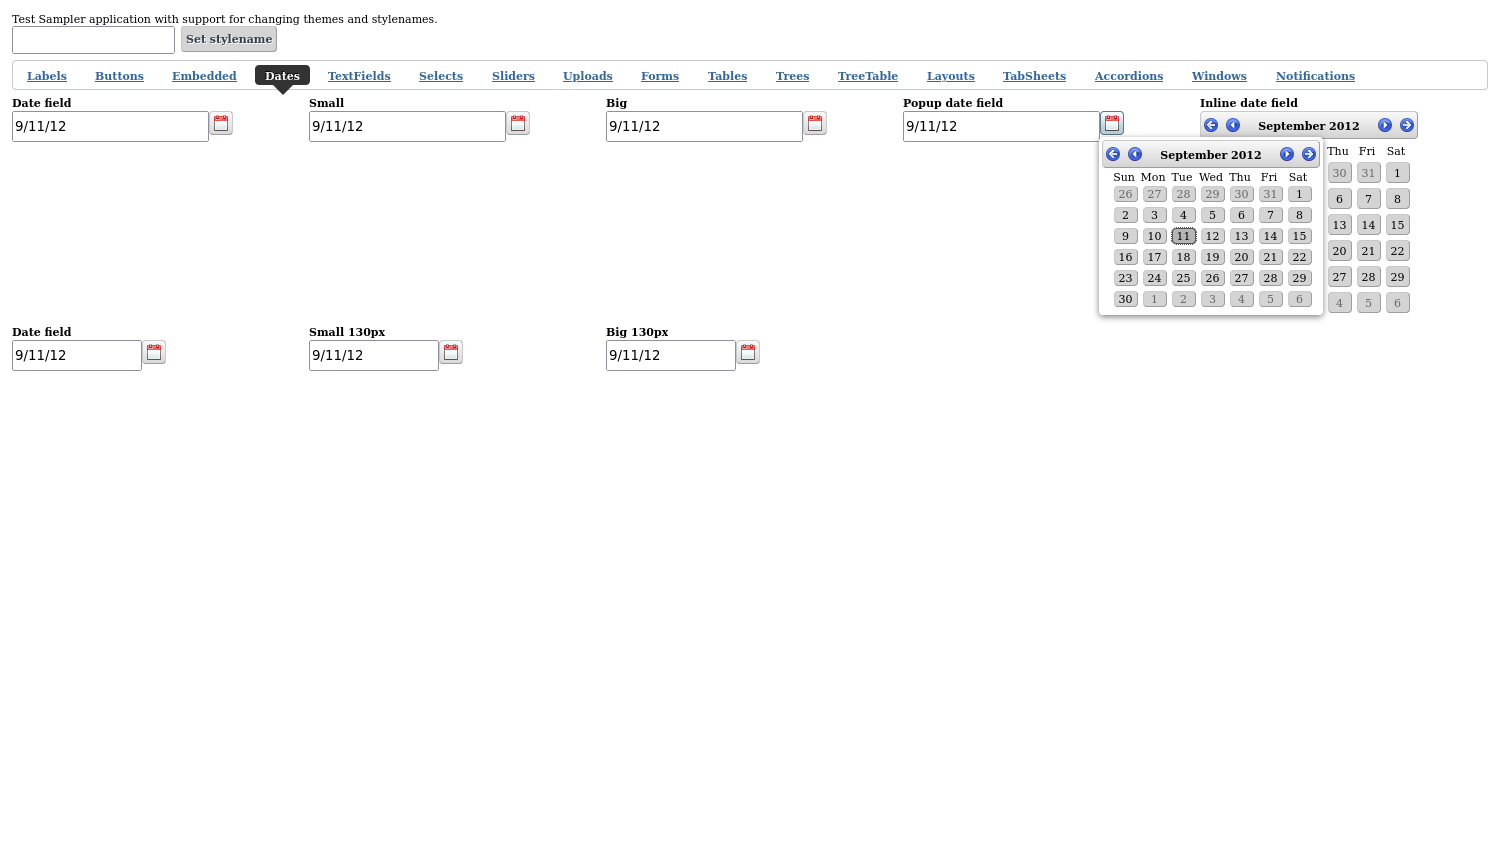 Test Sampler application with support for changing themes and stylenames.
Set stylename
Labels Buttons Embedded Dates TextFields Selects Sliders Uploads Forms Tables Trees TreeTable Layouts TabSheets Accordions Windows Notifications
Date field Small Big Popup date field Inline date field
9/11/12 9/11/12 9/11/12 9/11/12 September 2012
September 2012 Thu Fri Sat
Sun Mon Tue Wed Thu Fri Sat 30 31 1
26 27 28 29 30 31 1
2 3 4 5 6 7 8 6 7 8
9 10 11 12 13 14 15 13 14 15
16 17 18 19 20 21 22 20 21 22
23 24 25 26 27 28 29 27 28 29
30 1 2 3 4 5 6 4 5 6
Date field Small 130px Big 130px
9/11/12 9/11/12 9/11/12